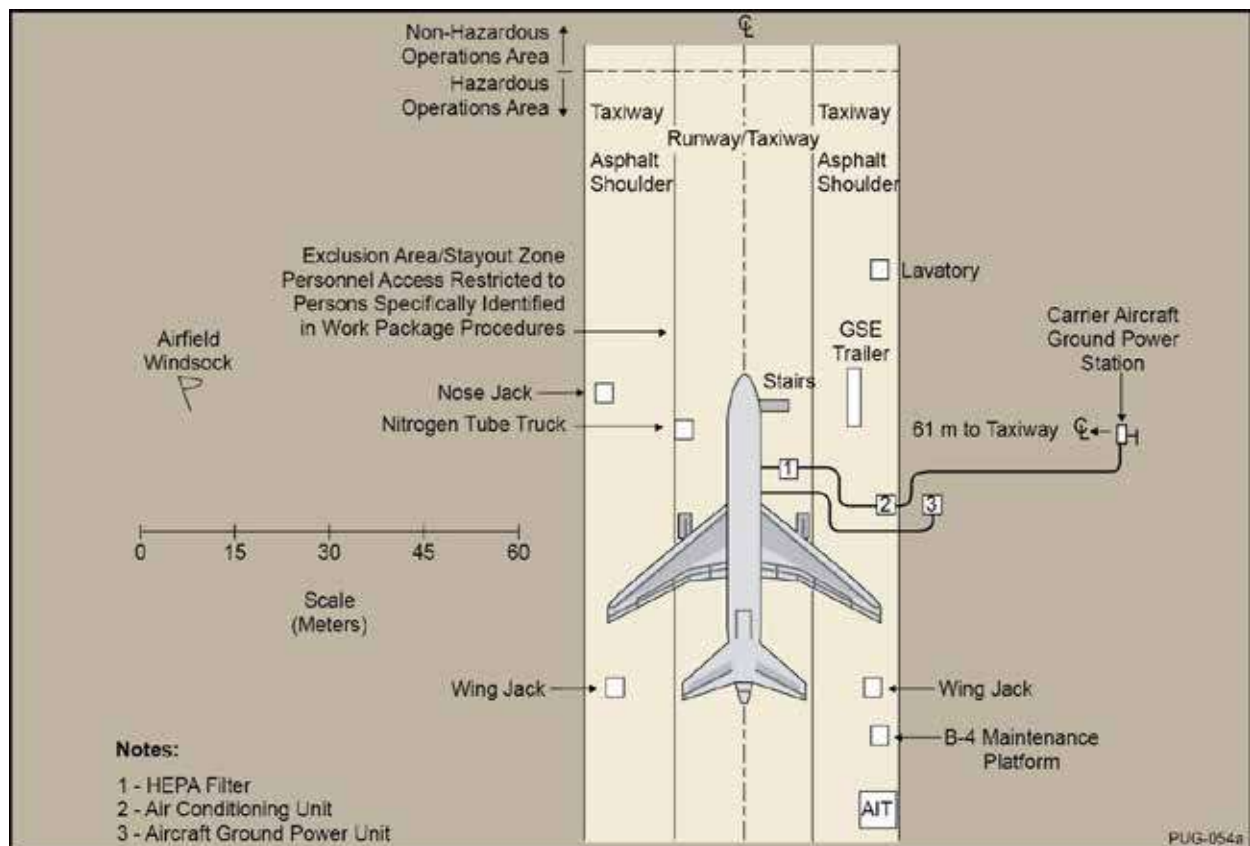 Non-Hazardous
Operations Area
Hazardous
Operations Area
℄
Taxiway
Taxiway
Runway/Taxiway
Asphalt
Shoulder
Asphalt
Shoulder
Exclusion Area/Stayout Zone
Personnel Access Restricted to
Persons Specifically Identified
in Work Package Procedures
Lavatory
Airfield
Windsock
GSE
Trailer
Carrier Aircraft
Ground Power
Station
Nose Jack
Stairs
Nitrogen Tube Truck
61 m to Taxiway ℄
1
2
3
0 15 30 45 60
Scale
(Meters)
Wing Jack
Wing Jack
B-4 Maintenance
Platform
Notes:
1 - HEPA Filter
2 - Air Conditioning Unit
3 - Aircraft Ground Power Unit
AIT
PUG-054a